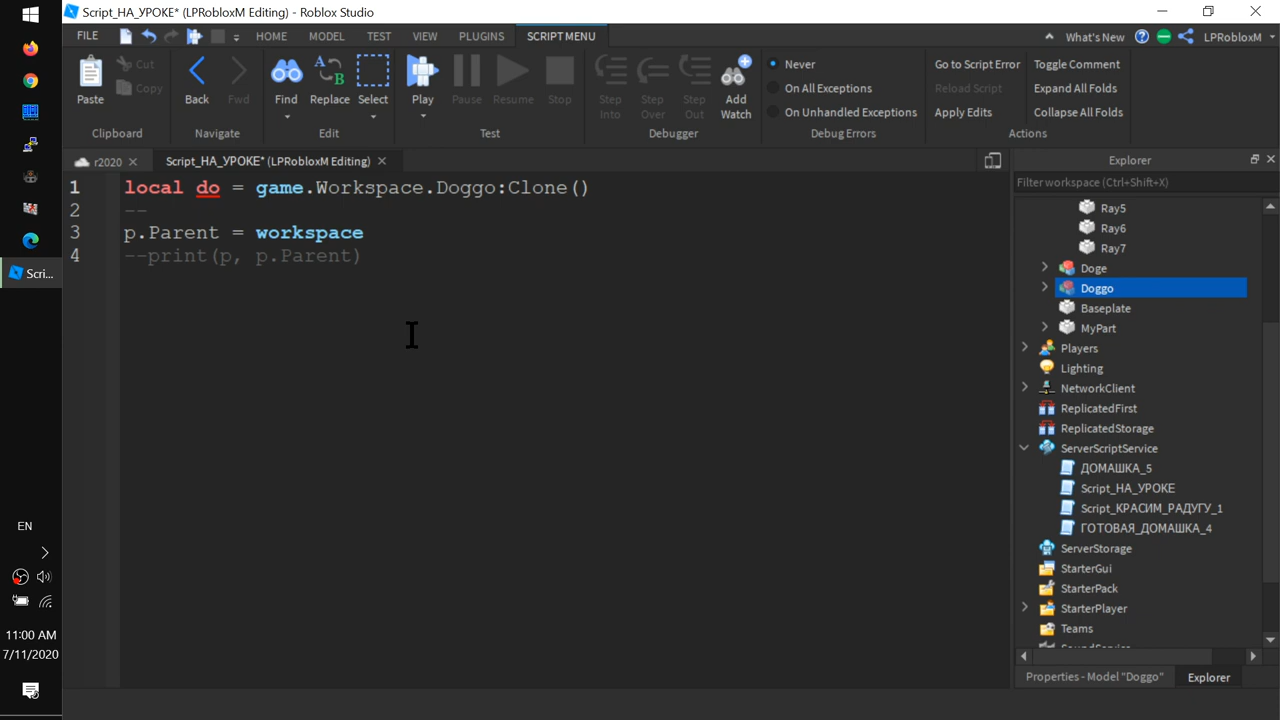 Script_НА_УРОКЕ* (LPRobloxM Editing) - Roblox Studio
FILE
HOME
MODEL
TEST
VIEW
PLUGINS
SCRIPT MENU
What's New
LPRobloxM
Paste
Cut
Copy
Clipboard
Back
Fwd
Navigate
Find
Replace
Select
Edit
Play
Pause
Resume
Stop
Test
Step Into
Step Over
Step Out
Add Watch
Debugger
Never
On All Exceptions
On Unhandled Exceptions
Debug Errors
Go to Script Error
Reload Script
Apply Edits
Toggle Comment
Expand All Folds
Collapse All Folds
Actions
r2020
Script_НА_УРОКЕ* (LPRobloxM Editing)
1 local do = game.Workspace.Doggo:Clone()
2 --
3 p.Parent = workspace
4 --print(p, p.Parent)
Explorer
Filter workspace (Ctrl+Shift+X)
Ray5
Ray6
Ray7
Doge
Doggo
Baseplate
MyPart
Players
Lighting
NetworkClient
ReplicatedFirst
ReplicatedStorage
ServerScriptService
ДОМАШКА_5
Script_НА_УРОКЕ
Script_КРАСИМ_РАДУГУ_1
ГОТОВАЯ_ДОМАШКА_4
ServerStorage
StarterGui
StarterPack
StarterPlayer
Teams
Properties - Model "Doggo"
Explorer
Scri...
EN
11:00 AM
7/11/2020